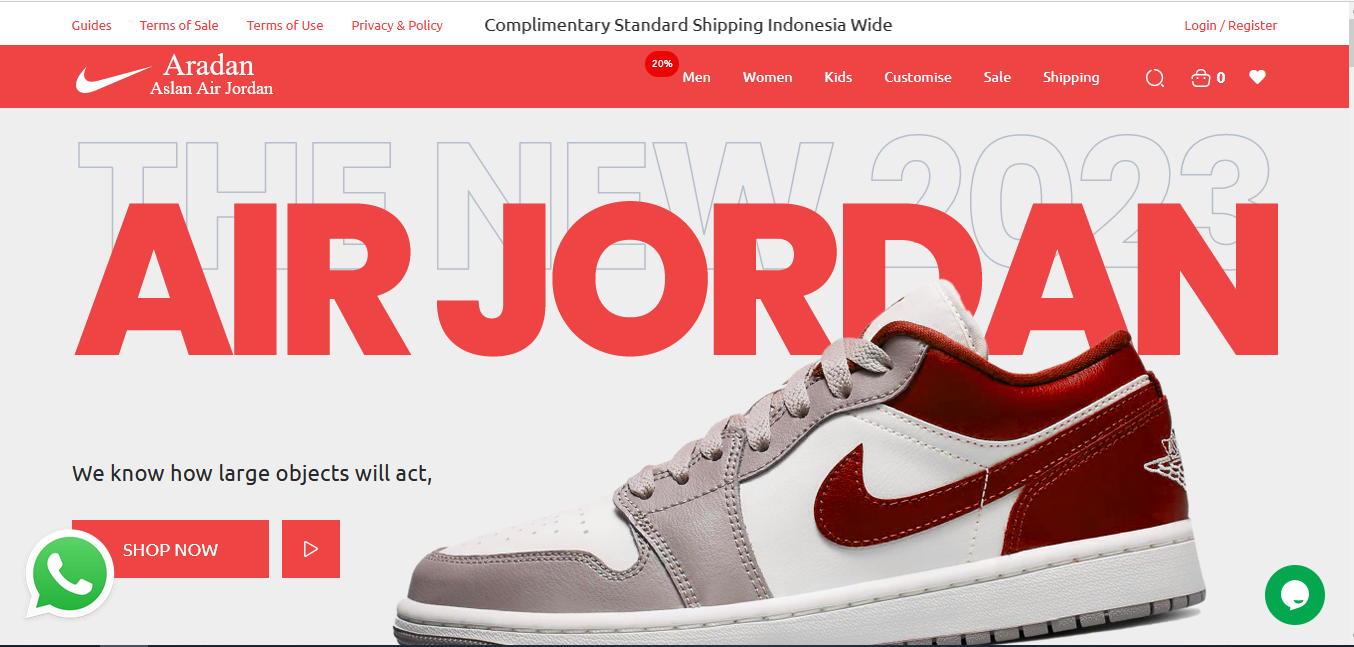 Guides Terms of Sale Terms of Use Privacy & Policy Complimentary Standard Shipping Indonesia Wide Login / Register
Aradan
Aslan Air Jordan
20%
Men Women Kids Customise Sale Shipping 0
THE NEW 2023
AIR JORDAN
We know how large objects will act,
SHOP NOW